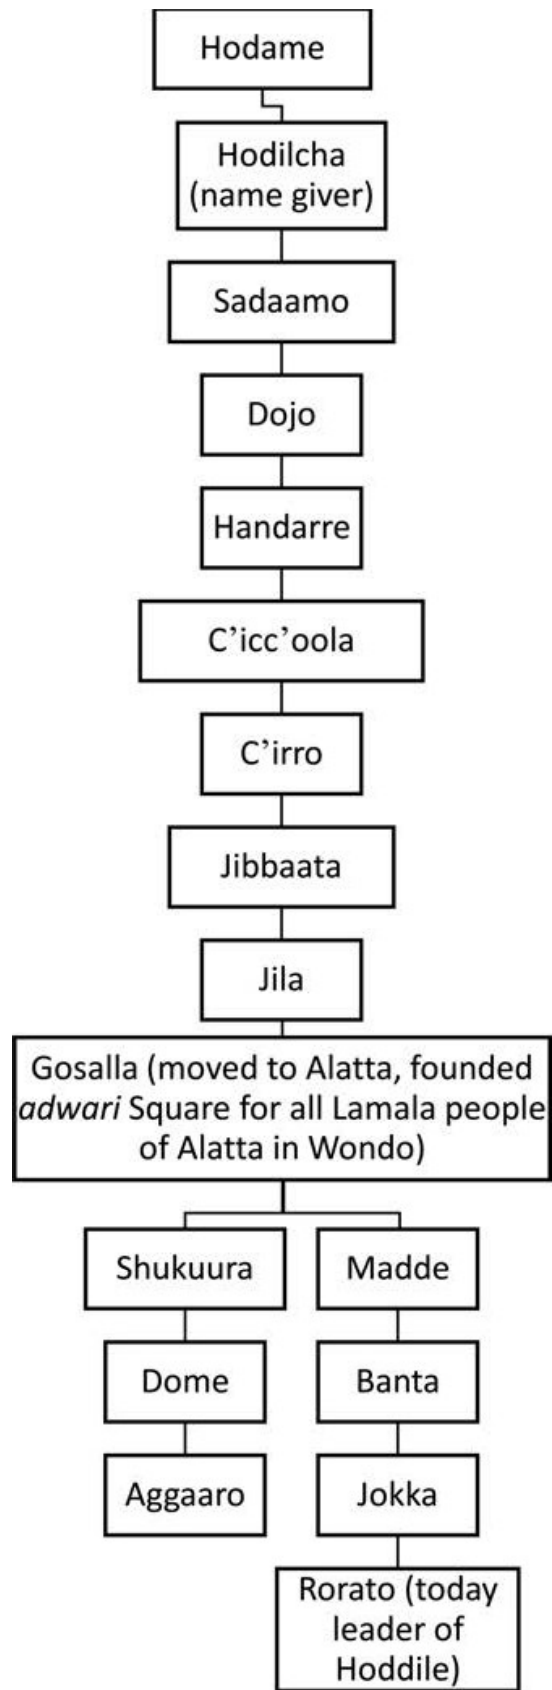 Hodame
Hodilcha
(name giver)
Sadaamo
Dojo
Handarre
C’icc’oola
C’irro
Jibbaata
Jila
Gosalla (moved to Alatta, founded
adwari Square for all Lamala people
of Alatta in Wondo)
Shukuura
Madde
Dome
Banta
Aggaaro
Jokka
Rorato (today
leader of
Hoddile)